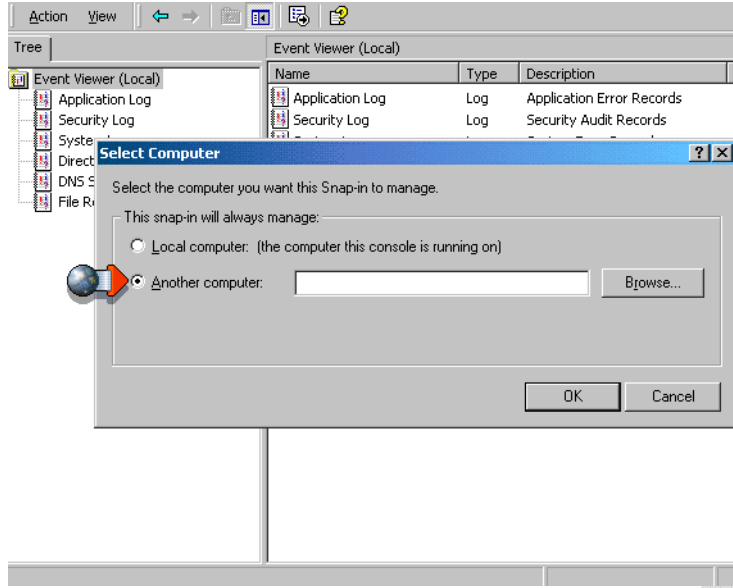 Action View
Tree
Event Viewer (Local)
Event Viewer (Local)
Application Log
Security Log
Direct
DNS S
File R
Name Type Description
Application Log Log Application Error Records
Security Log Log Security Audit Records
Select Computer
Select the computer you want this Snap-in to manage.
This snap-in will always manage:
Local computer: (the computer this console is running on)
Another computer:
Browse...
OK Cancel